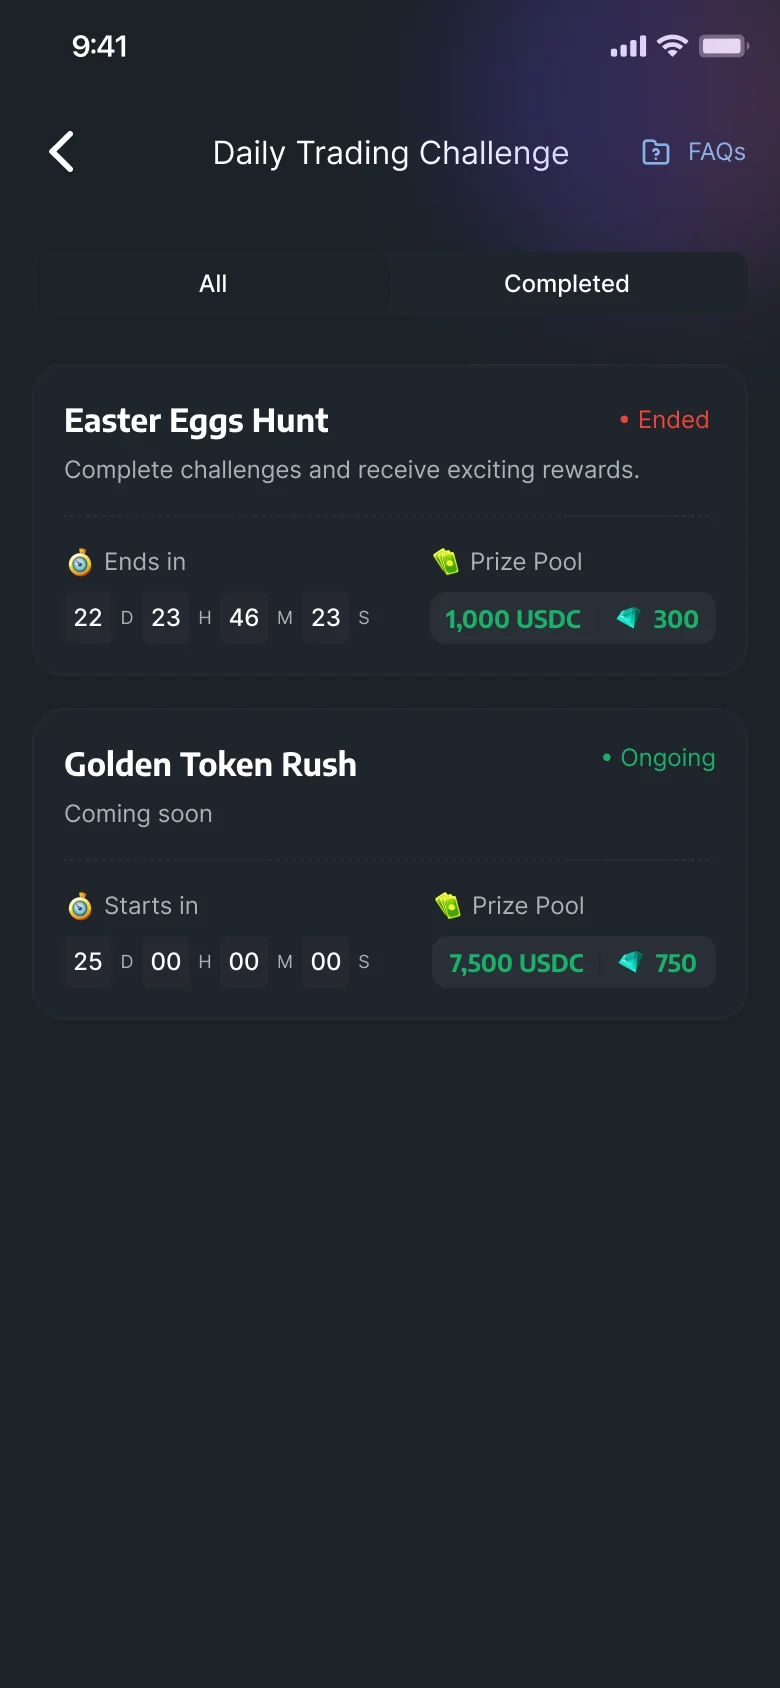 9:41
Daily Trading Challenge
FAQs
All
Completed
Easter Eggs Hunt
• Ended
Complete challenges and receive exciting rewards.
Ends in
Prize Pool
22 D 23 H 46 M 23 S
1,000 USDC
300
Golden Token Rush
• Ongoing
Coming soon
Starts in
Prize Pool
25 D 00 H 00 M 00 S
7,500 USDC
750